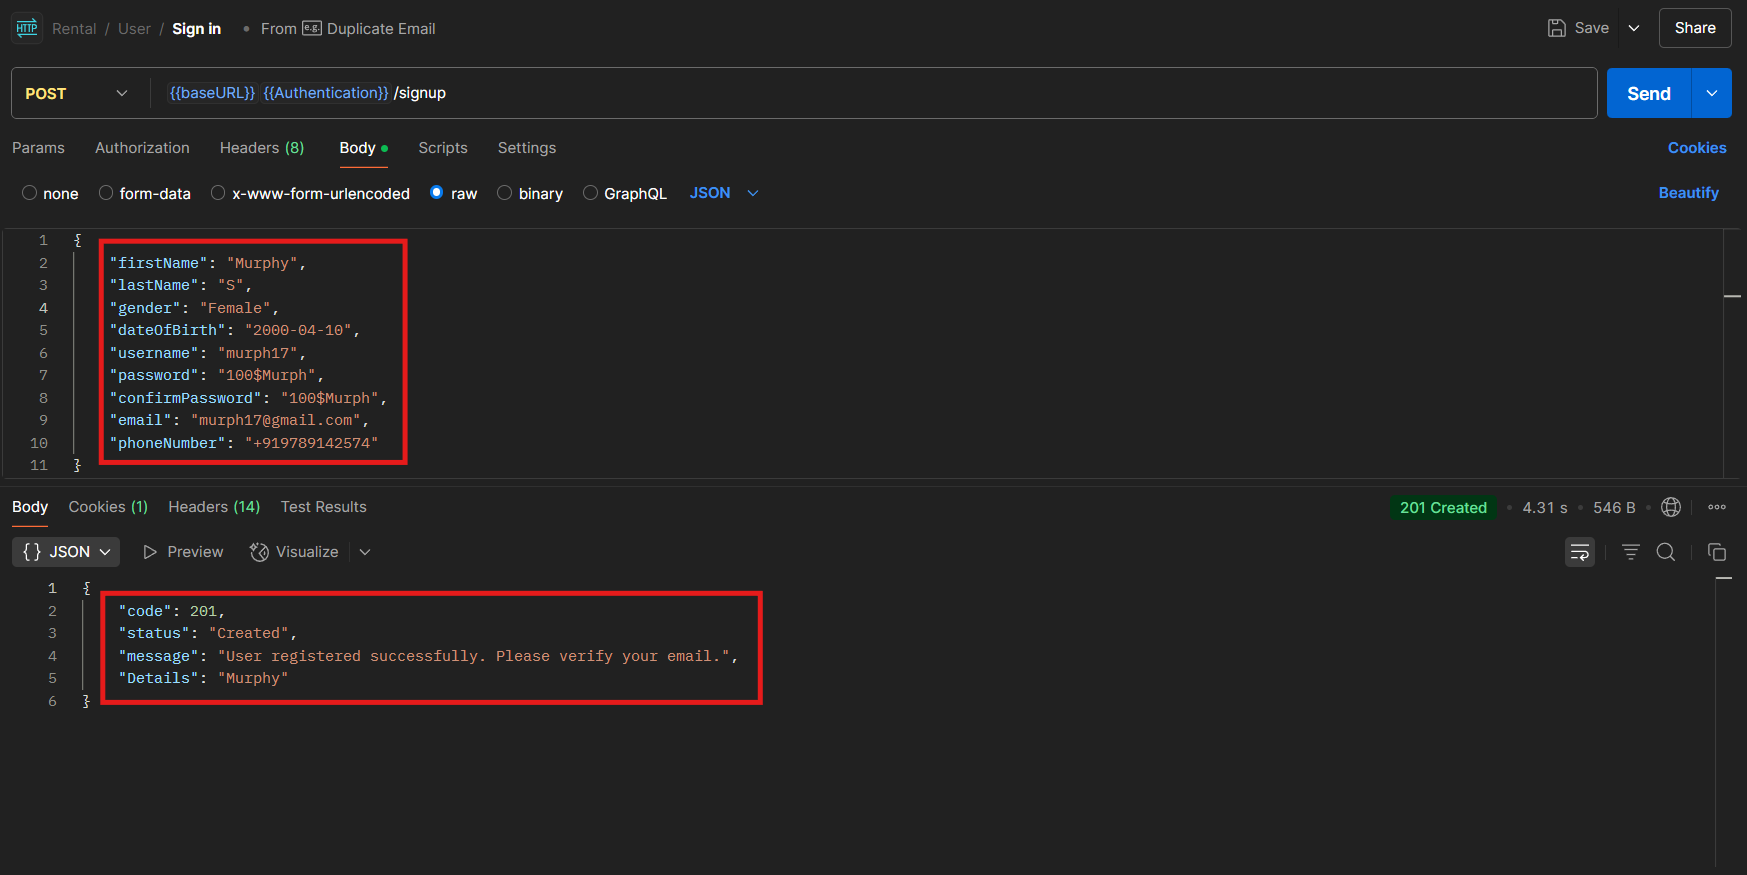 HTTP Rental / User / Sign in • From e.g. Duplicate Email Save Share
POST {{baseURL}} {{Authentication}} /signup Send
Params Authorization Headers (8) Body Scripts Settings Cookies
none form-data x-www-form-urlencoded raw binary GraphQL JSON Beautify
1 {
2 "firstName": "Murphy",
3 "lastName": "S",
4 "gender": "Female",
5 "dateOfBirth": "2000-04-10",
6 "username": "murph17",
7 "password": "100$Murph",
8 "confirmPassword": "100$Murph",
9 "email": "murph17@gmail.com",
10 "phoneNumber": "+919789142574"
11 }
Body Cookies (1) Headers (14) Test Results 201 Created • 4.31 s • 546 B •
{} JSON Preview Visualize
1 {
2 "code": 201,
3 "status": "Created",
4 "message": "User registered successfully. Please verify your email.",
5 "Details": "Murphy"
6 }